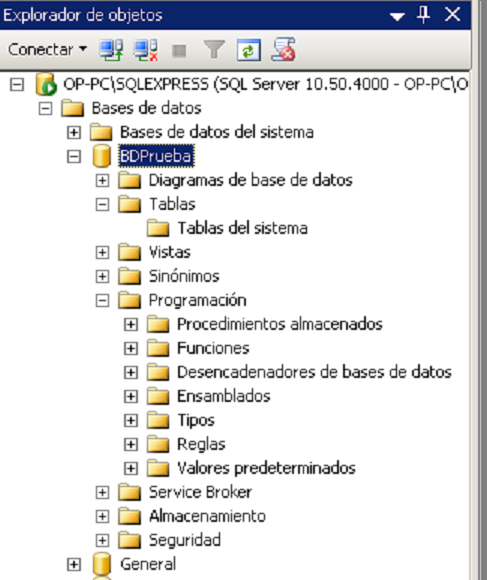 Explorador de objetos
Conectar
OP-PC\SQLEXPRESS (SQL Server 10.50.4000 - OP-PC\O
Bases de datos
Bases de datos del sistema
BDPrueba
Diagramas de base de datos
Tablas
Tablas del sistema
Vistas
Sinónimos
Programación
Procedimientos almacenados
Funciones
Desencadenadores de bases de datos
Ensamblados
Tipos
Reglas
Valores predeterminados
Service Broker
Almacenamiento
Seguridad
General